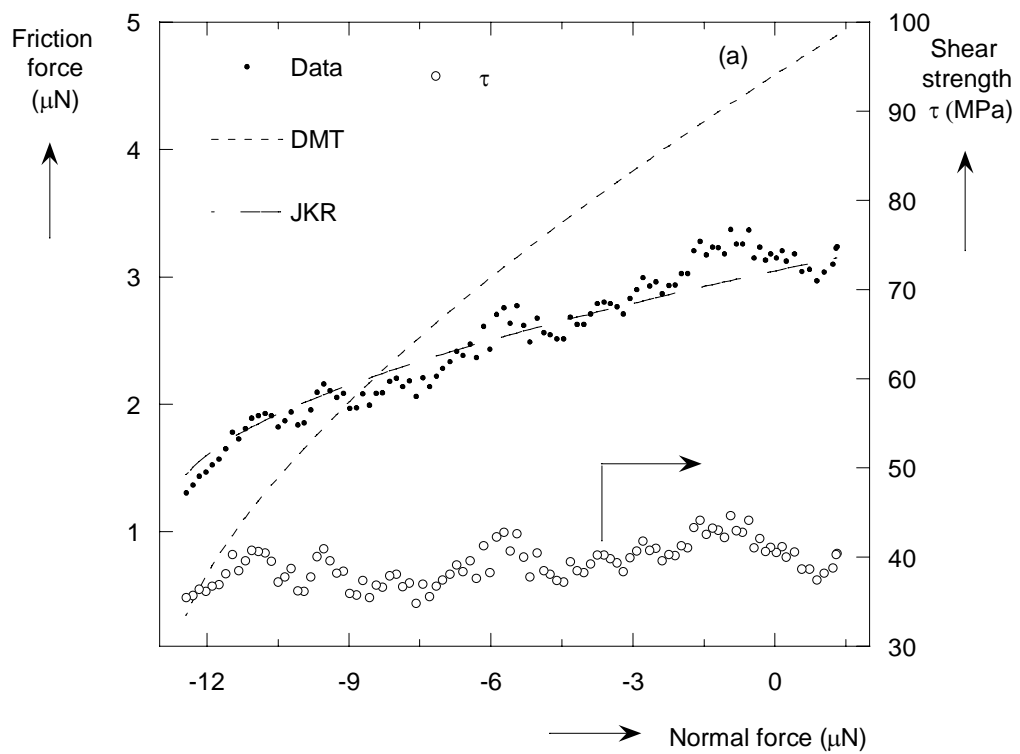 Friction
force
(μN)
5
4
3
2
1
Data
τ
(a)
DMT
JKR
100
90
80
70
60
50
40
30
Shear
strength
τ (MPa)
-12 -9 -6 -3 0
Normal force (μN)